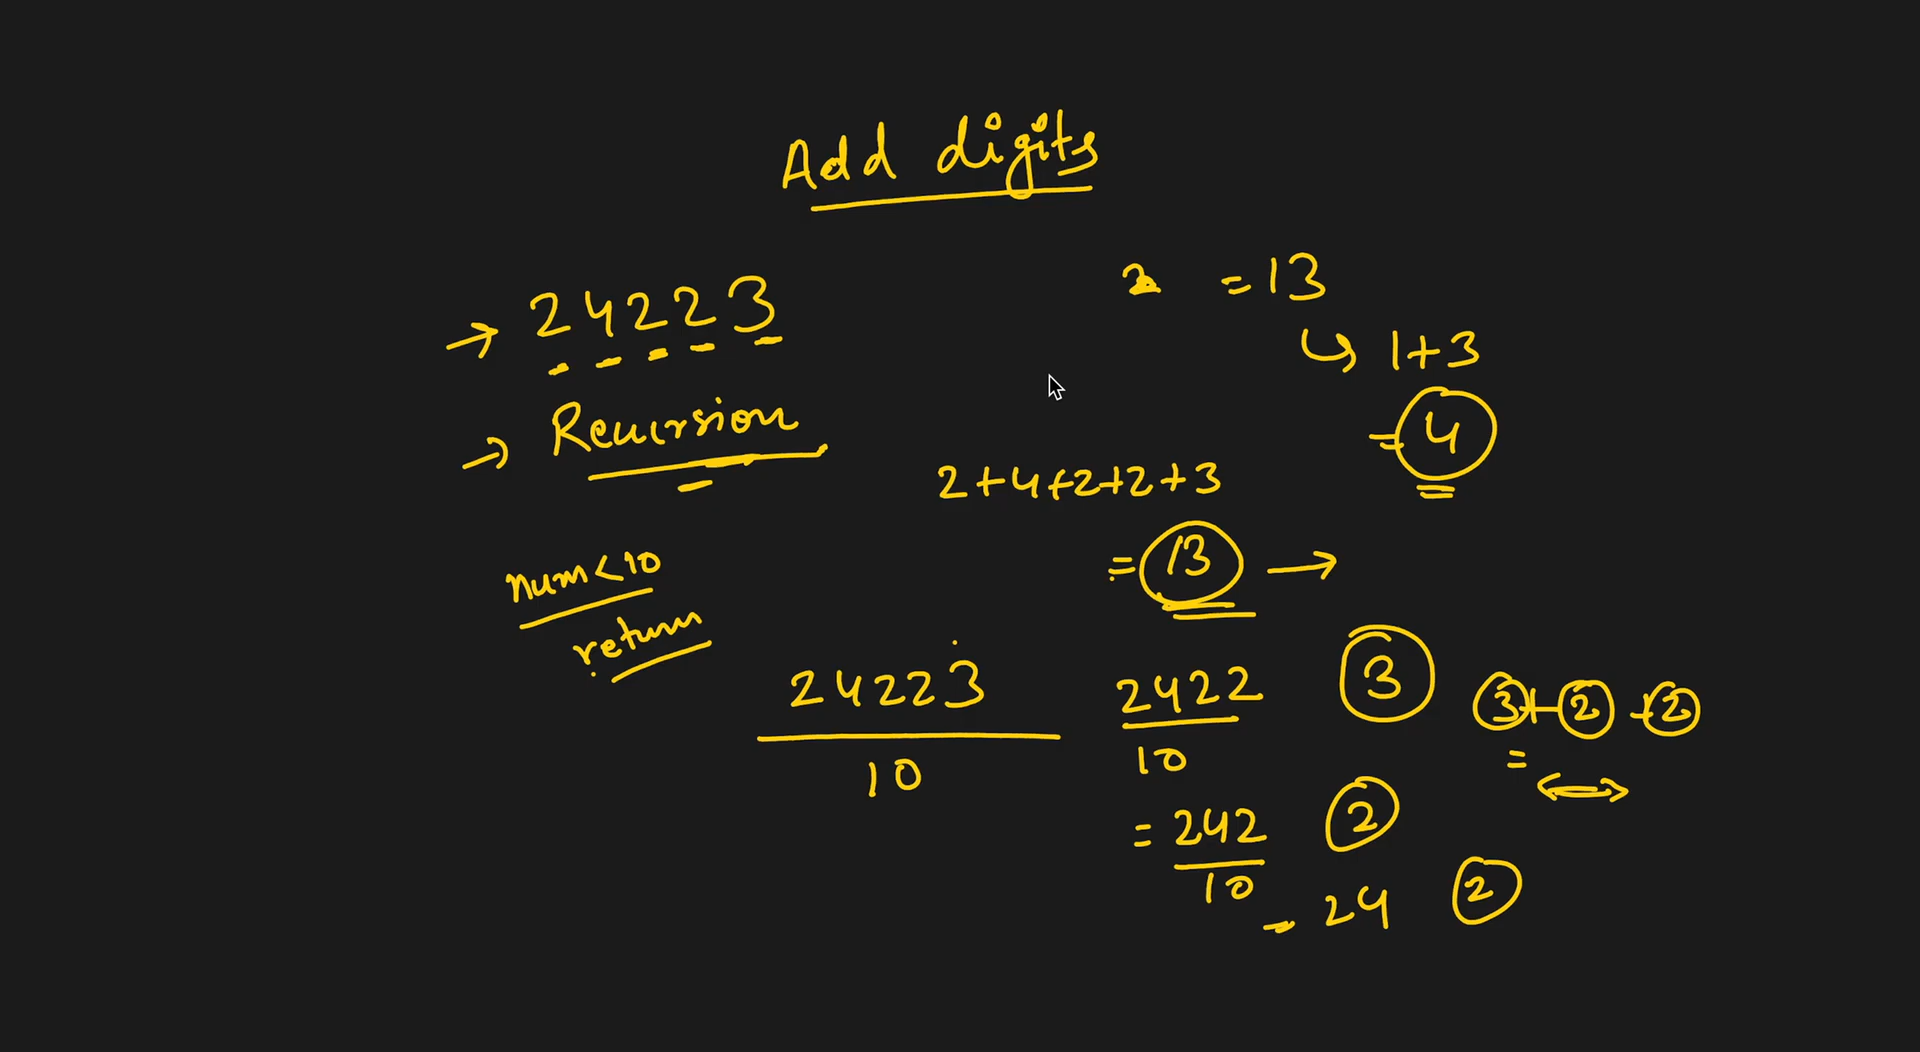 Add digits
→ 24223
→ Recursion
2 = 13
↳ 1+3
= 4
2+4+2+2+3
= 13 →
num<10
return
24223
10
2422
10
= 242
10
= 24
3
2
2
3+2+2
=